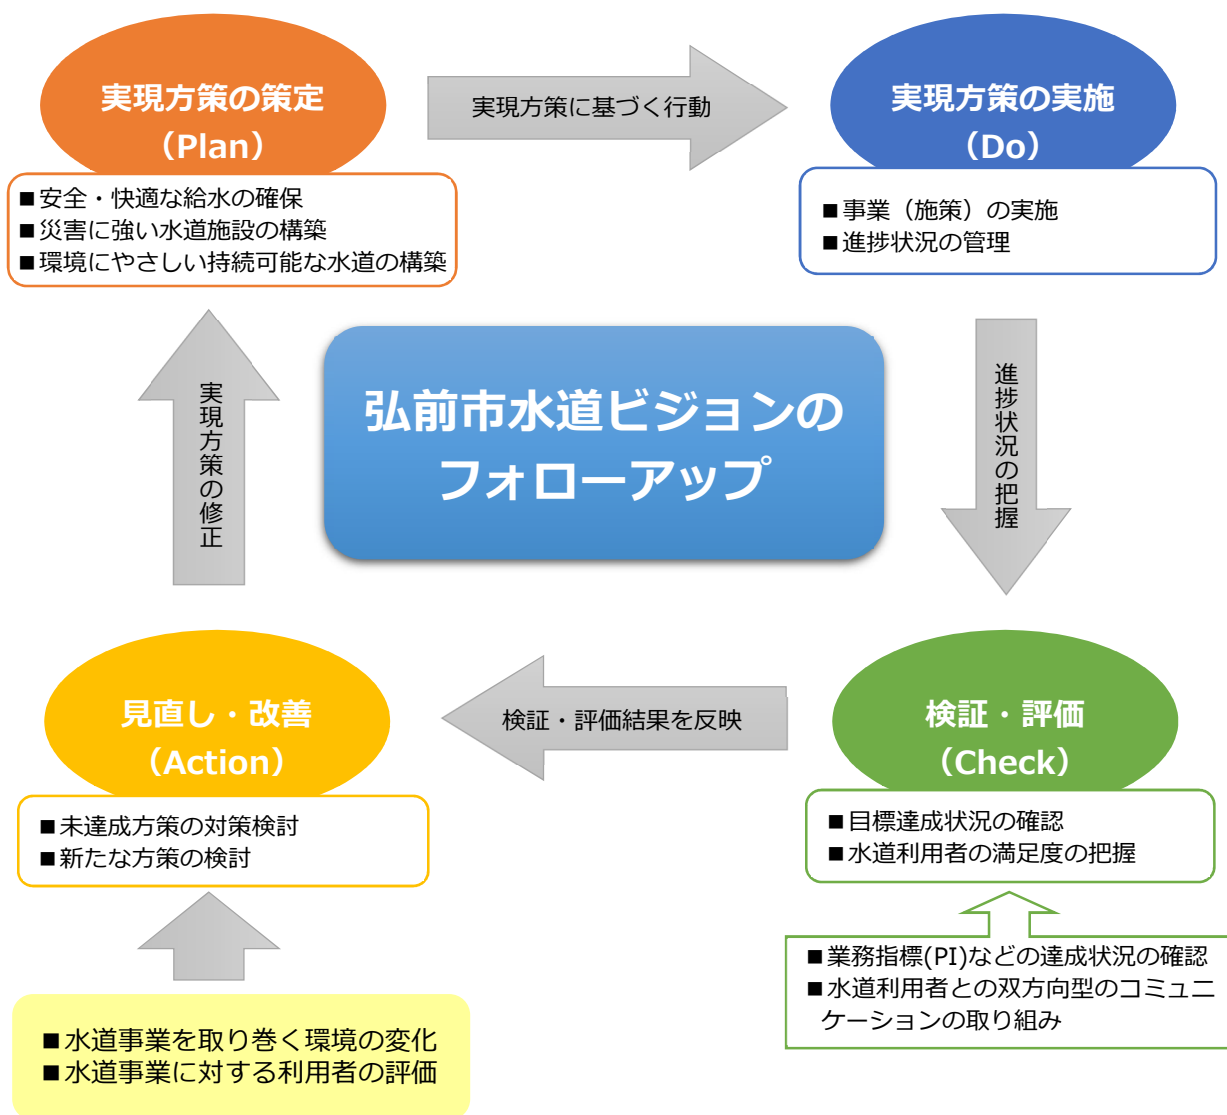 実現方策の策定
（Plan）
■安全・快適な給水の確保
■災害に強い水道施設の構築
■環境にやさしい持続可能な水道の構築
実現方策に基づく行動
実現方策の実施
（Do）
■事業（施策）の実施
■進捗状況の管理
弘前市水道ビジョンの
フォローアップ
進捗状況の把握
検証・評価
（Check）
■目標達成状況の確認
■水道利用者の満足度の把握
■業務指標(PI)などの達成状況の確認
■水道利用者との双方向型のコミュニ
ケーションの取り組み
検証・評価結果を反映
見直し・改善
（Action）
■未達成方策の対策検討
■新たな方策の検討
■水道事業を取り巻く環境の変化
■水道事業に対する利用者の評価
実現方策の修正